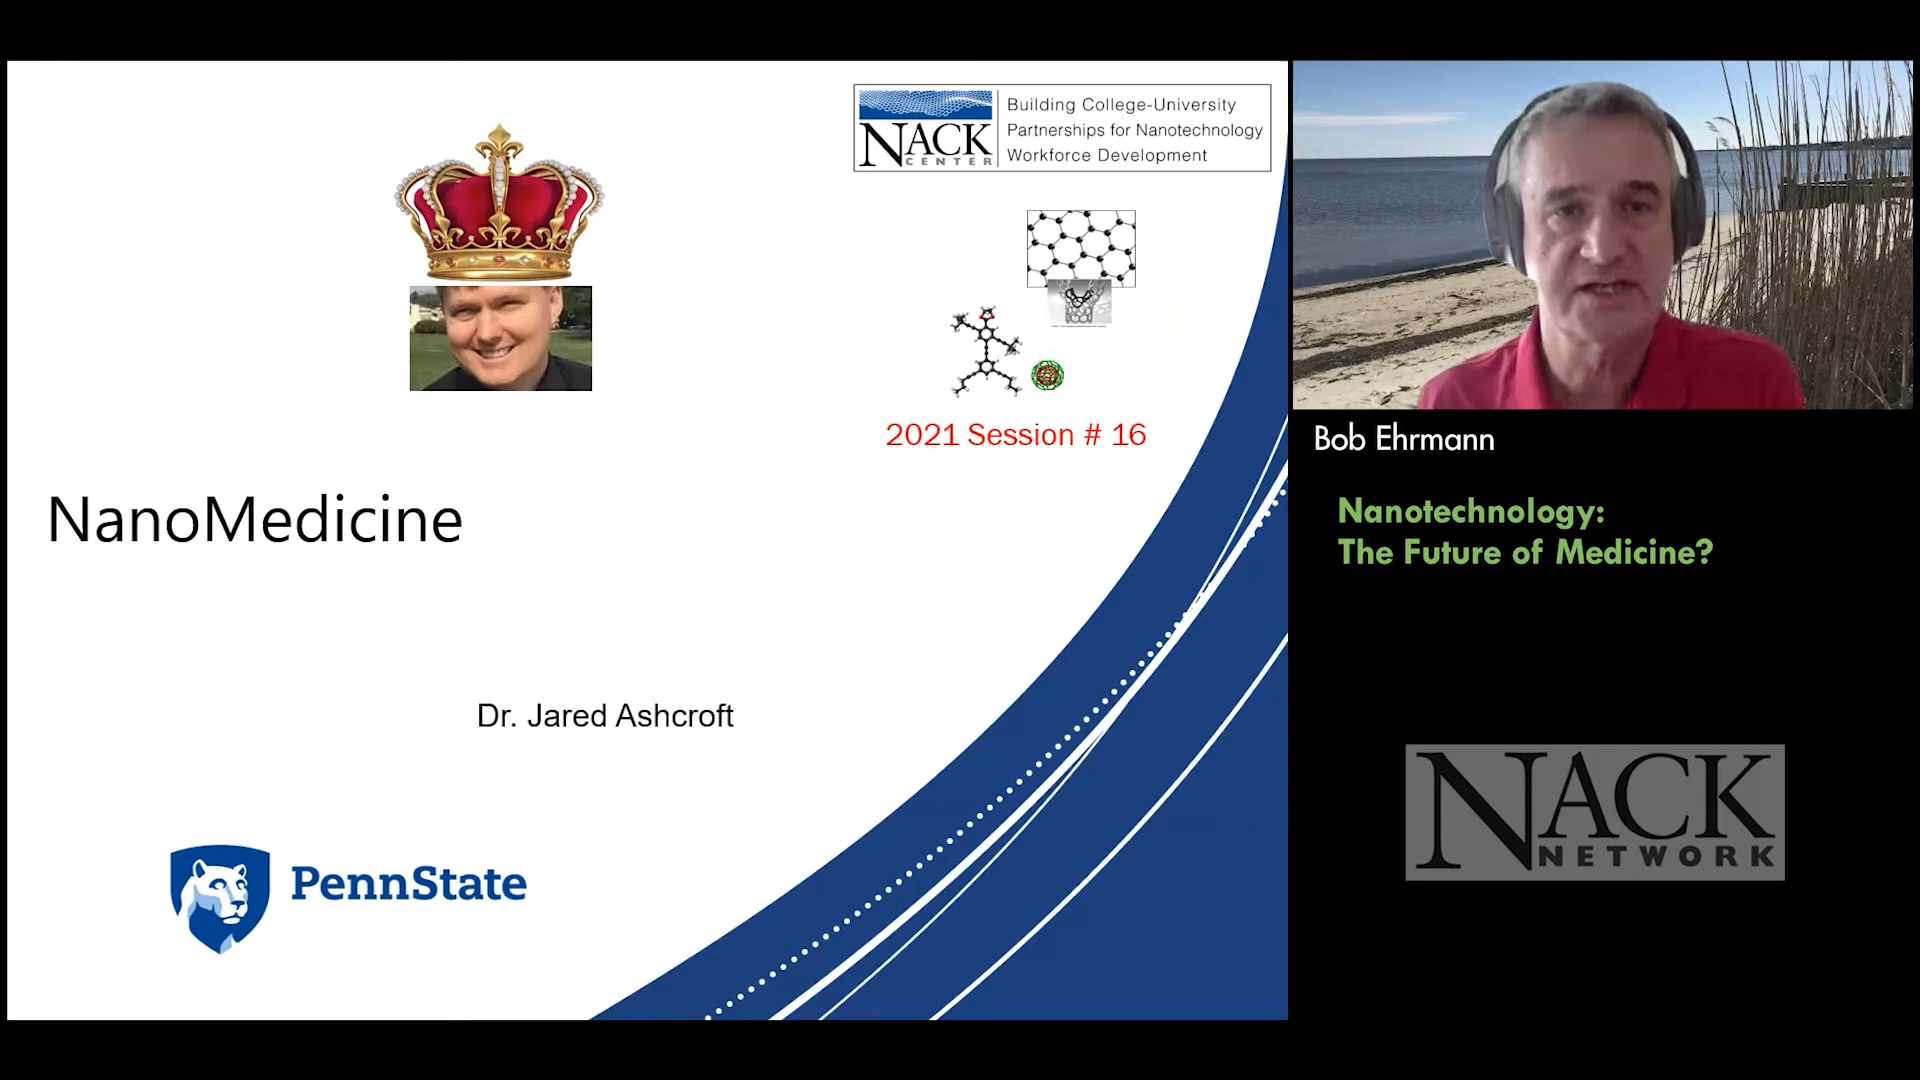 NACK
CENTER
Building College-University
Partnerships for Nanotechnology
Workforce Development
2021 Session # 16
NanoMedicine
Dr. Jared Ashcroft
PennState
Bob Ehrmann
Nanotechnology:
The Future of Medicine?
NACK
NETWORK